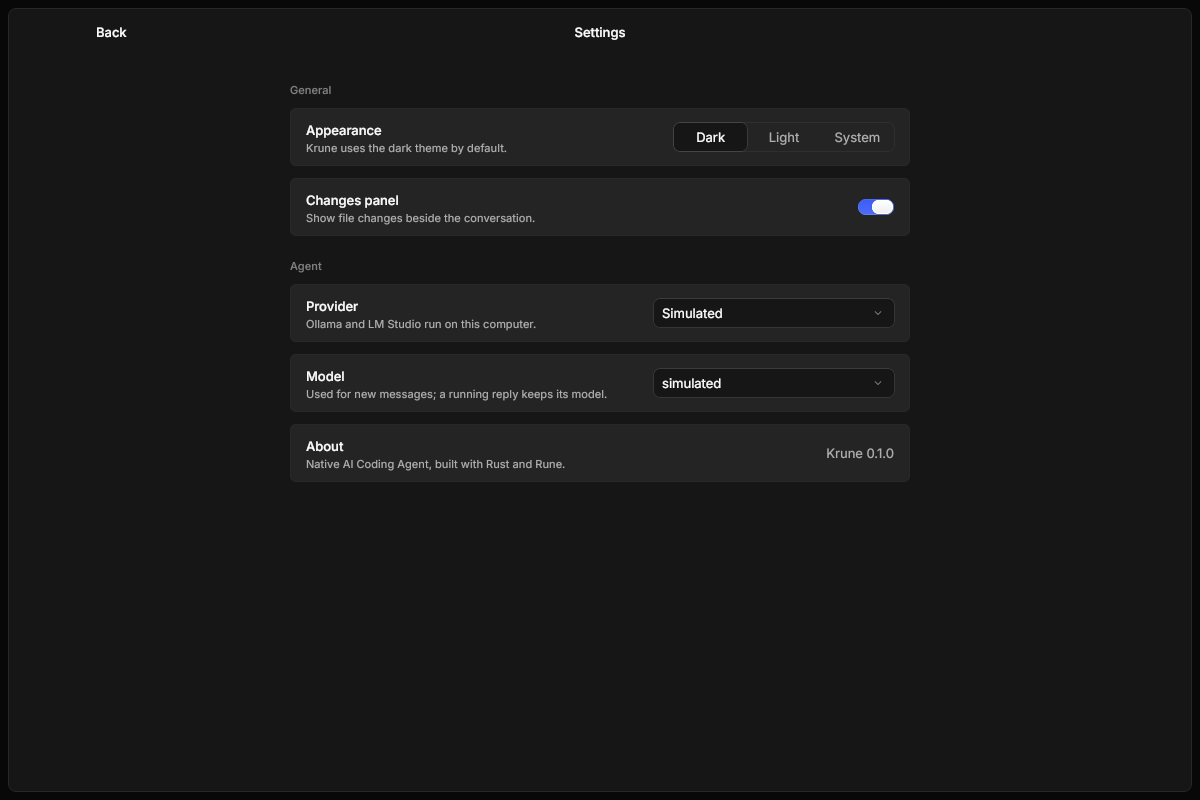 Back
Settings
General
Appearance
Krune uses the dark theme by default.
Dark
Light
System
Changes panel
Show file changes beside the conversation.
Agent
Provider
Ollama and LM Studio run on this computer.
Simulated
Model
Used for new messages; a running reply keeps its model.
simulated
About
Native AI Coding Agent, built with Rust and Rune.
Krune 0.1.0